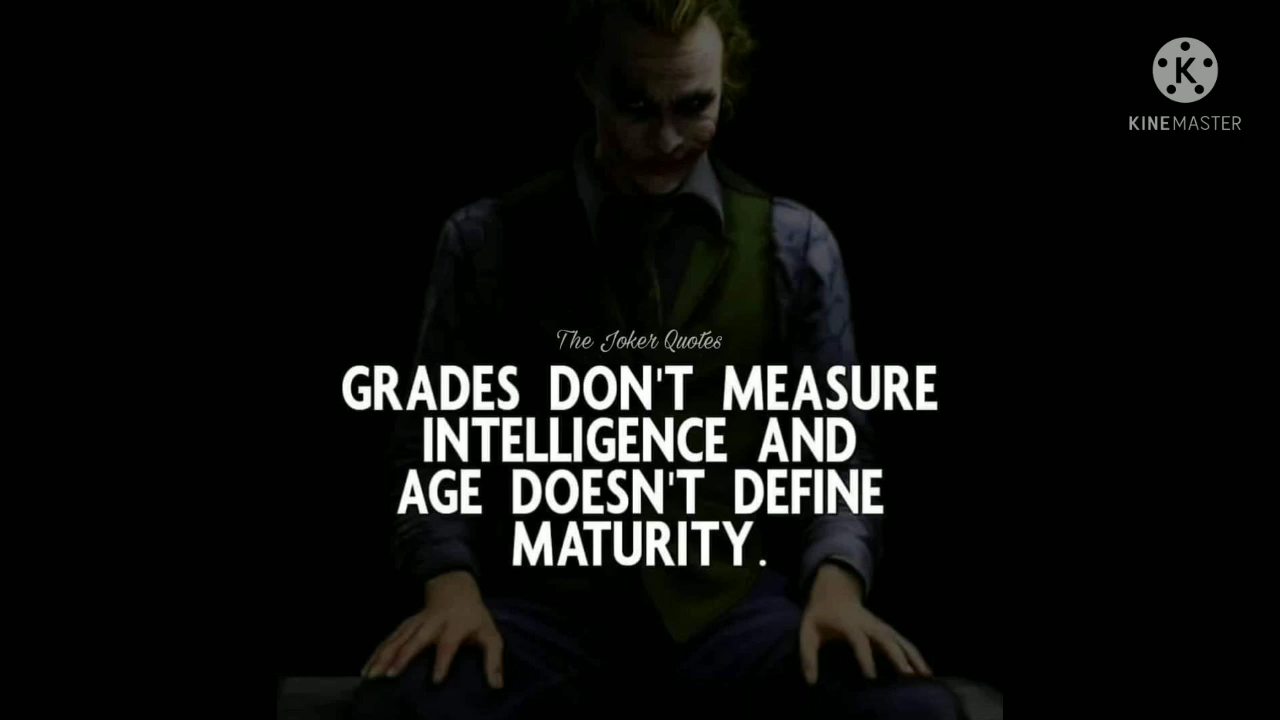 K
KINEMASTER
The Joker Quotes
GRADES DON'T MEASURE
INTELLIGENCE AND
AGE DOESN'T DEFINE
MATURITY.